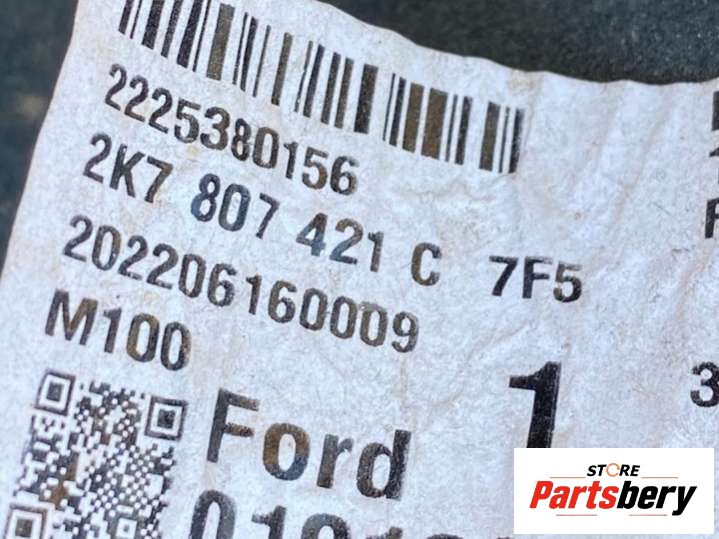 2225380156
2K7 807 421 C 7F5
202206160009
M100
Ford 1 3
STORE
Partsbery